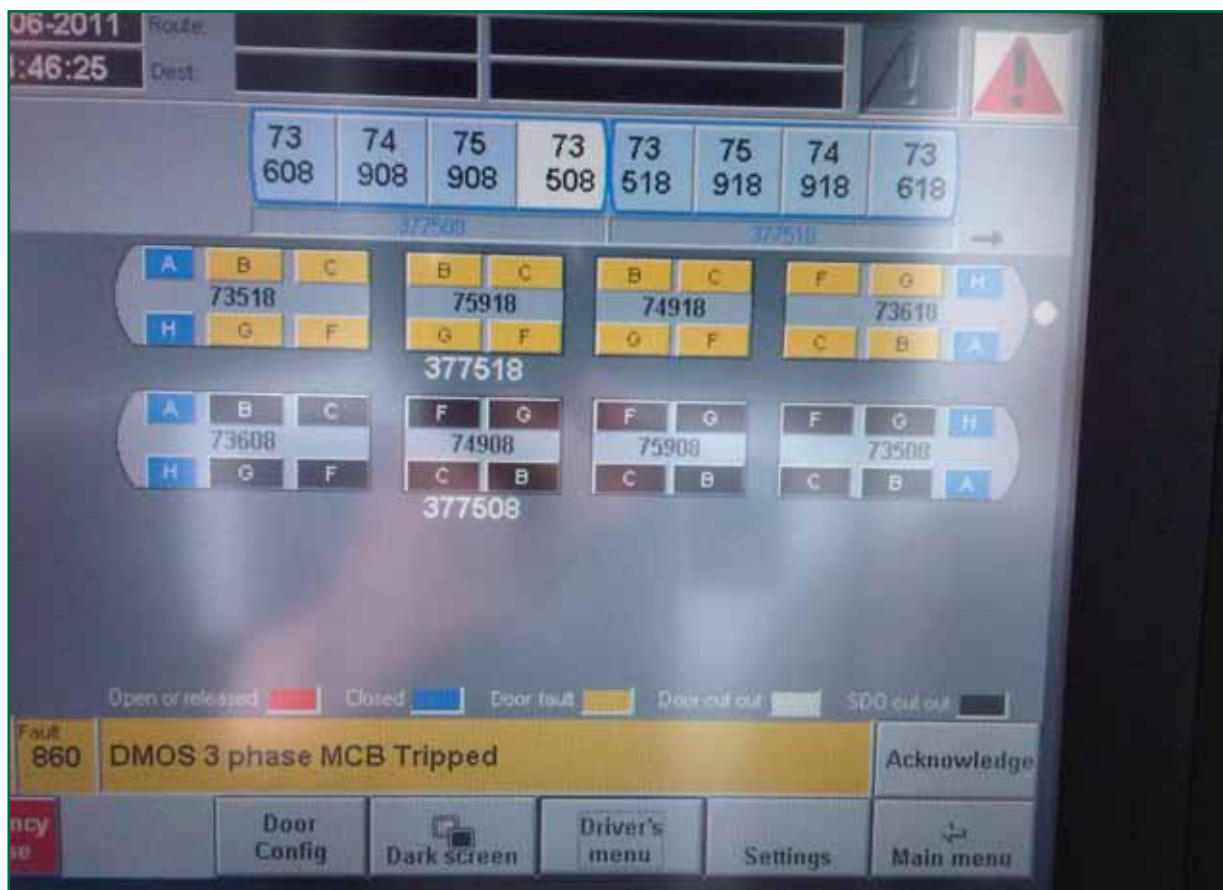 06-2011 Route:
:46:25 Dest
73 74 75 73 73 75 74 73
608 908 908 508 518 918 918 618
377508 377518
A B C B C B C F G H
73518 75918 74918 73618
H G F G F G F C B A
377518
A B C F G F G F G H
73608 74908 75908 73508
H G F C B C B C B A
377508
Open or released Closed Door fault Door cut out SDO cut out
Fault
860 DMOS 3 phase MCB Tripped Acknowledge
ncy Door Driver's
Config Dark screen menu Settings Main menu